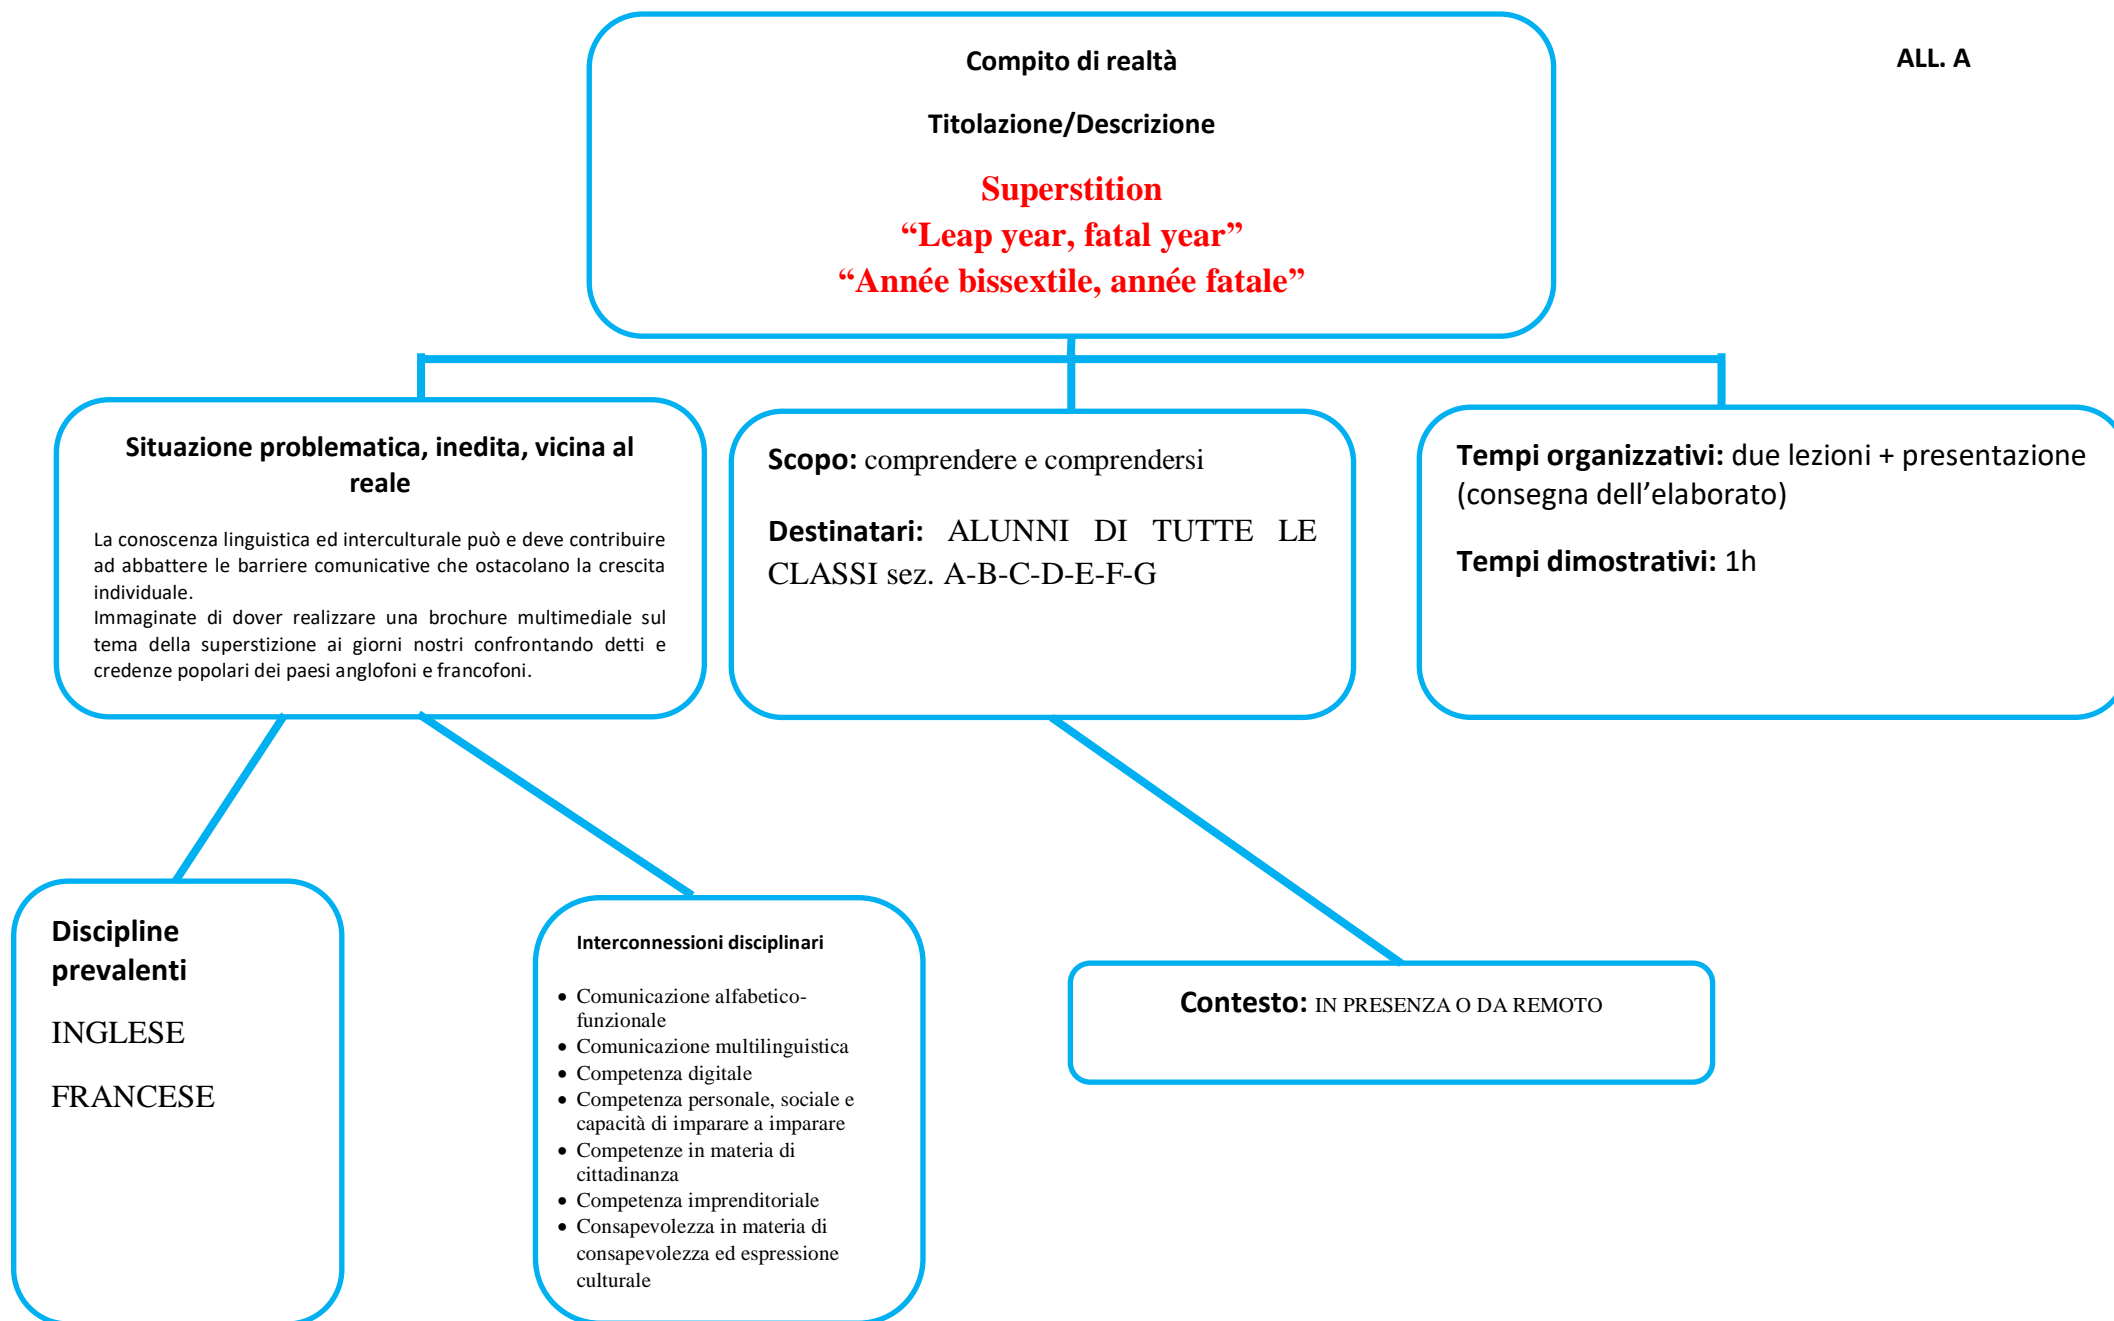 Compito di realtà
ALL. A
Titolazione/Descrizione
Superstition
“Leap year, fatal year”
“Année bissextile, année fatale”
Situazione problematica, inedita, vicina al
reale
La conoscenza linguistica ed interculturale può e deve contribuire
ad abbattere le barriere comunicative che ostacolano la crescita
individuale.
Immaginate di dover realizzare una brochure multimediale sul
tema della superstizione ai giorni nostri confrontando detti e
credenze popolari dei paesi anglofoni e francofoni.
Scopo: comprendere e comprendersi
Destinatari: ALUNNI DI TUTTE LE
CLASSI sez. A-B-C-D-E-F-G
Tempi organizzativi: due lezioni + presentazione
(consegna dell’elaborato)
Tempi dimostrativi: 1h
Discipline
prevalenti
INGLESE
FRANCESE
Interconnessioni disciplinari
• Comunicazione alfabetico-
funzionale
• Comunicazione multilinguistica
• Competenza digitale
• Competenza personale, sociale e
capacità di imparare a imparare
• Competenze in materia di
cittadinanza
• Competenza imprenditoriale
• Consapevolezza in materia di
consapevolezza ed espressione
culturale
Contesto: IN PRESENZA O DA REMOTO